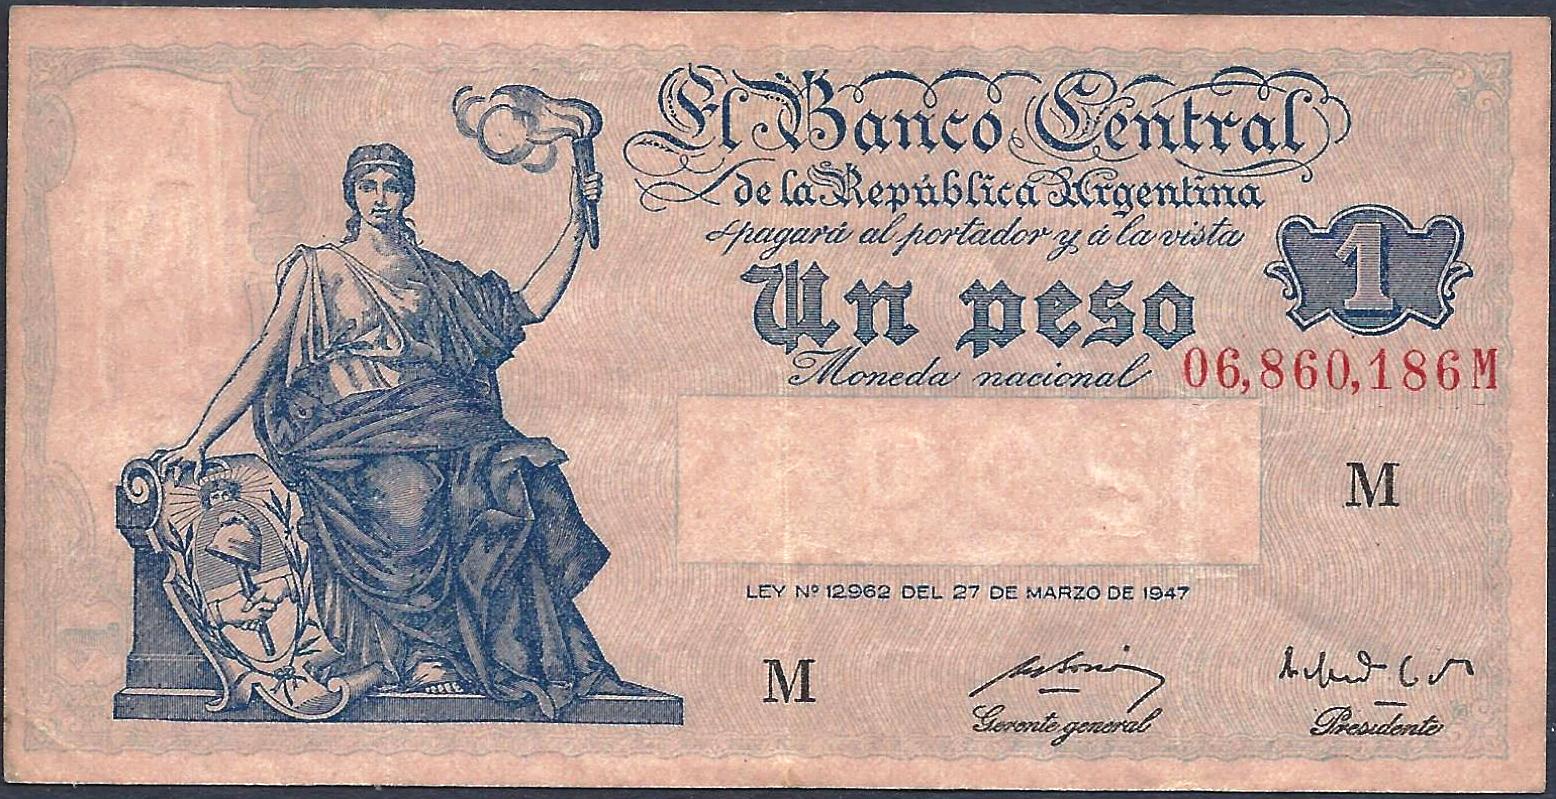 El Banco Central
de la República Argentina
pagará al portador y á la vista
Un peso
1
Moneda nacional
06,860,186M
M
LEY Nº 12962 DEL 27 DE MARZO DE 1947
M
Gerente general
Presidente